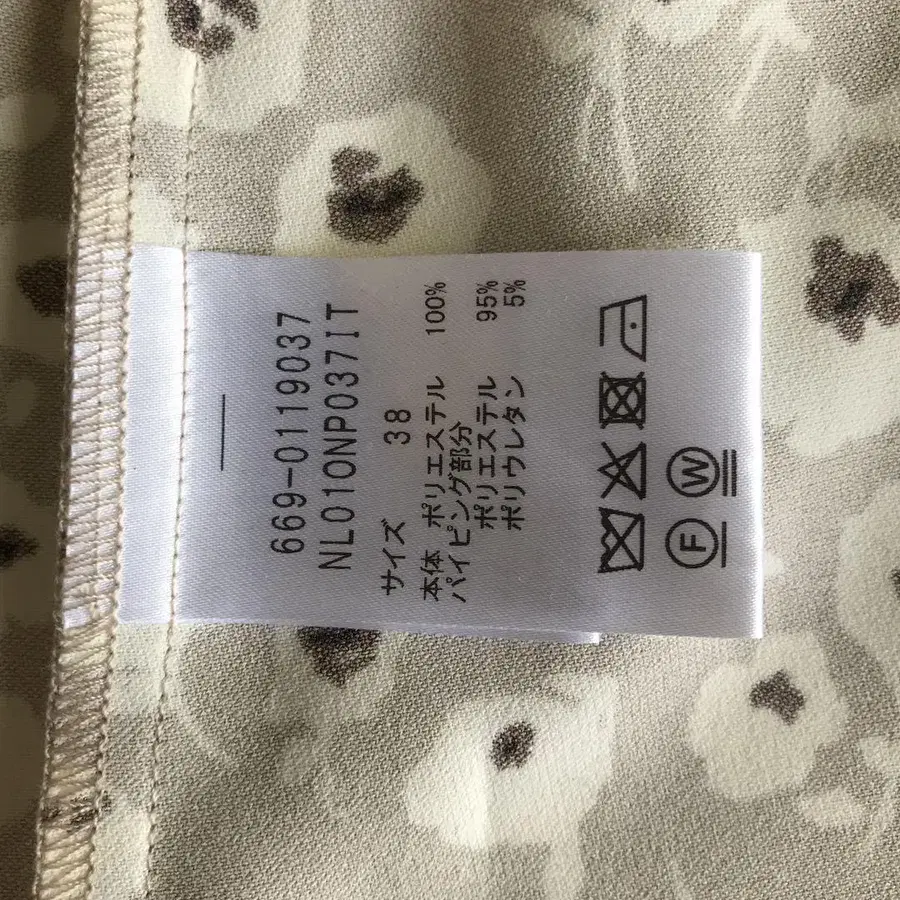 669-0119037
NL010NP037IT
サイズ 38
本体 ポリエステル 100%
パイピング部分
ポリエステル 95%
ポリウレタン 5%
F W